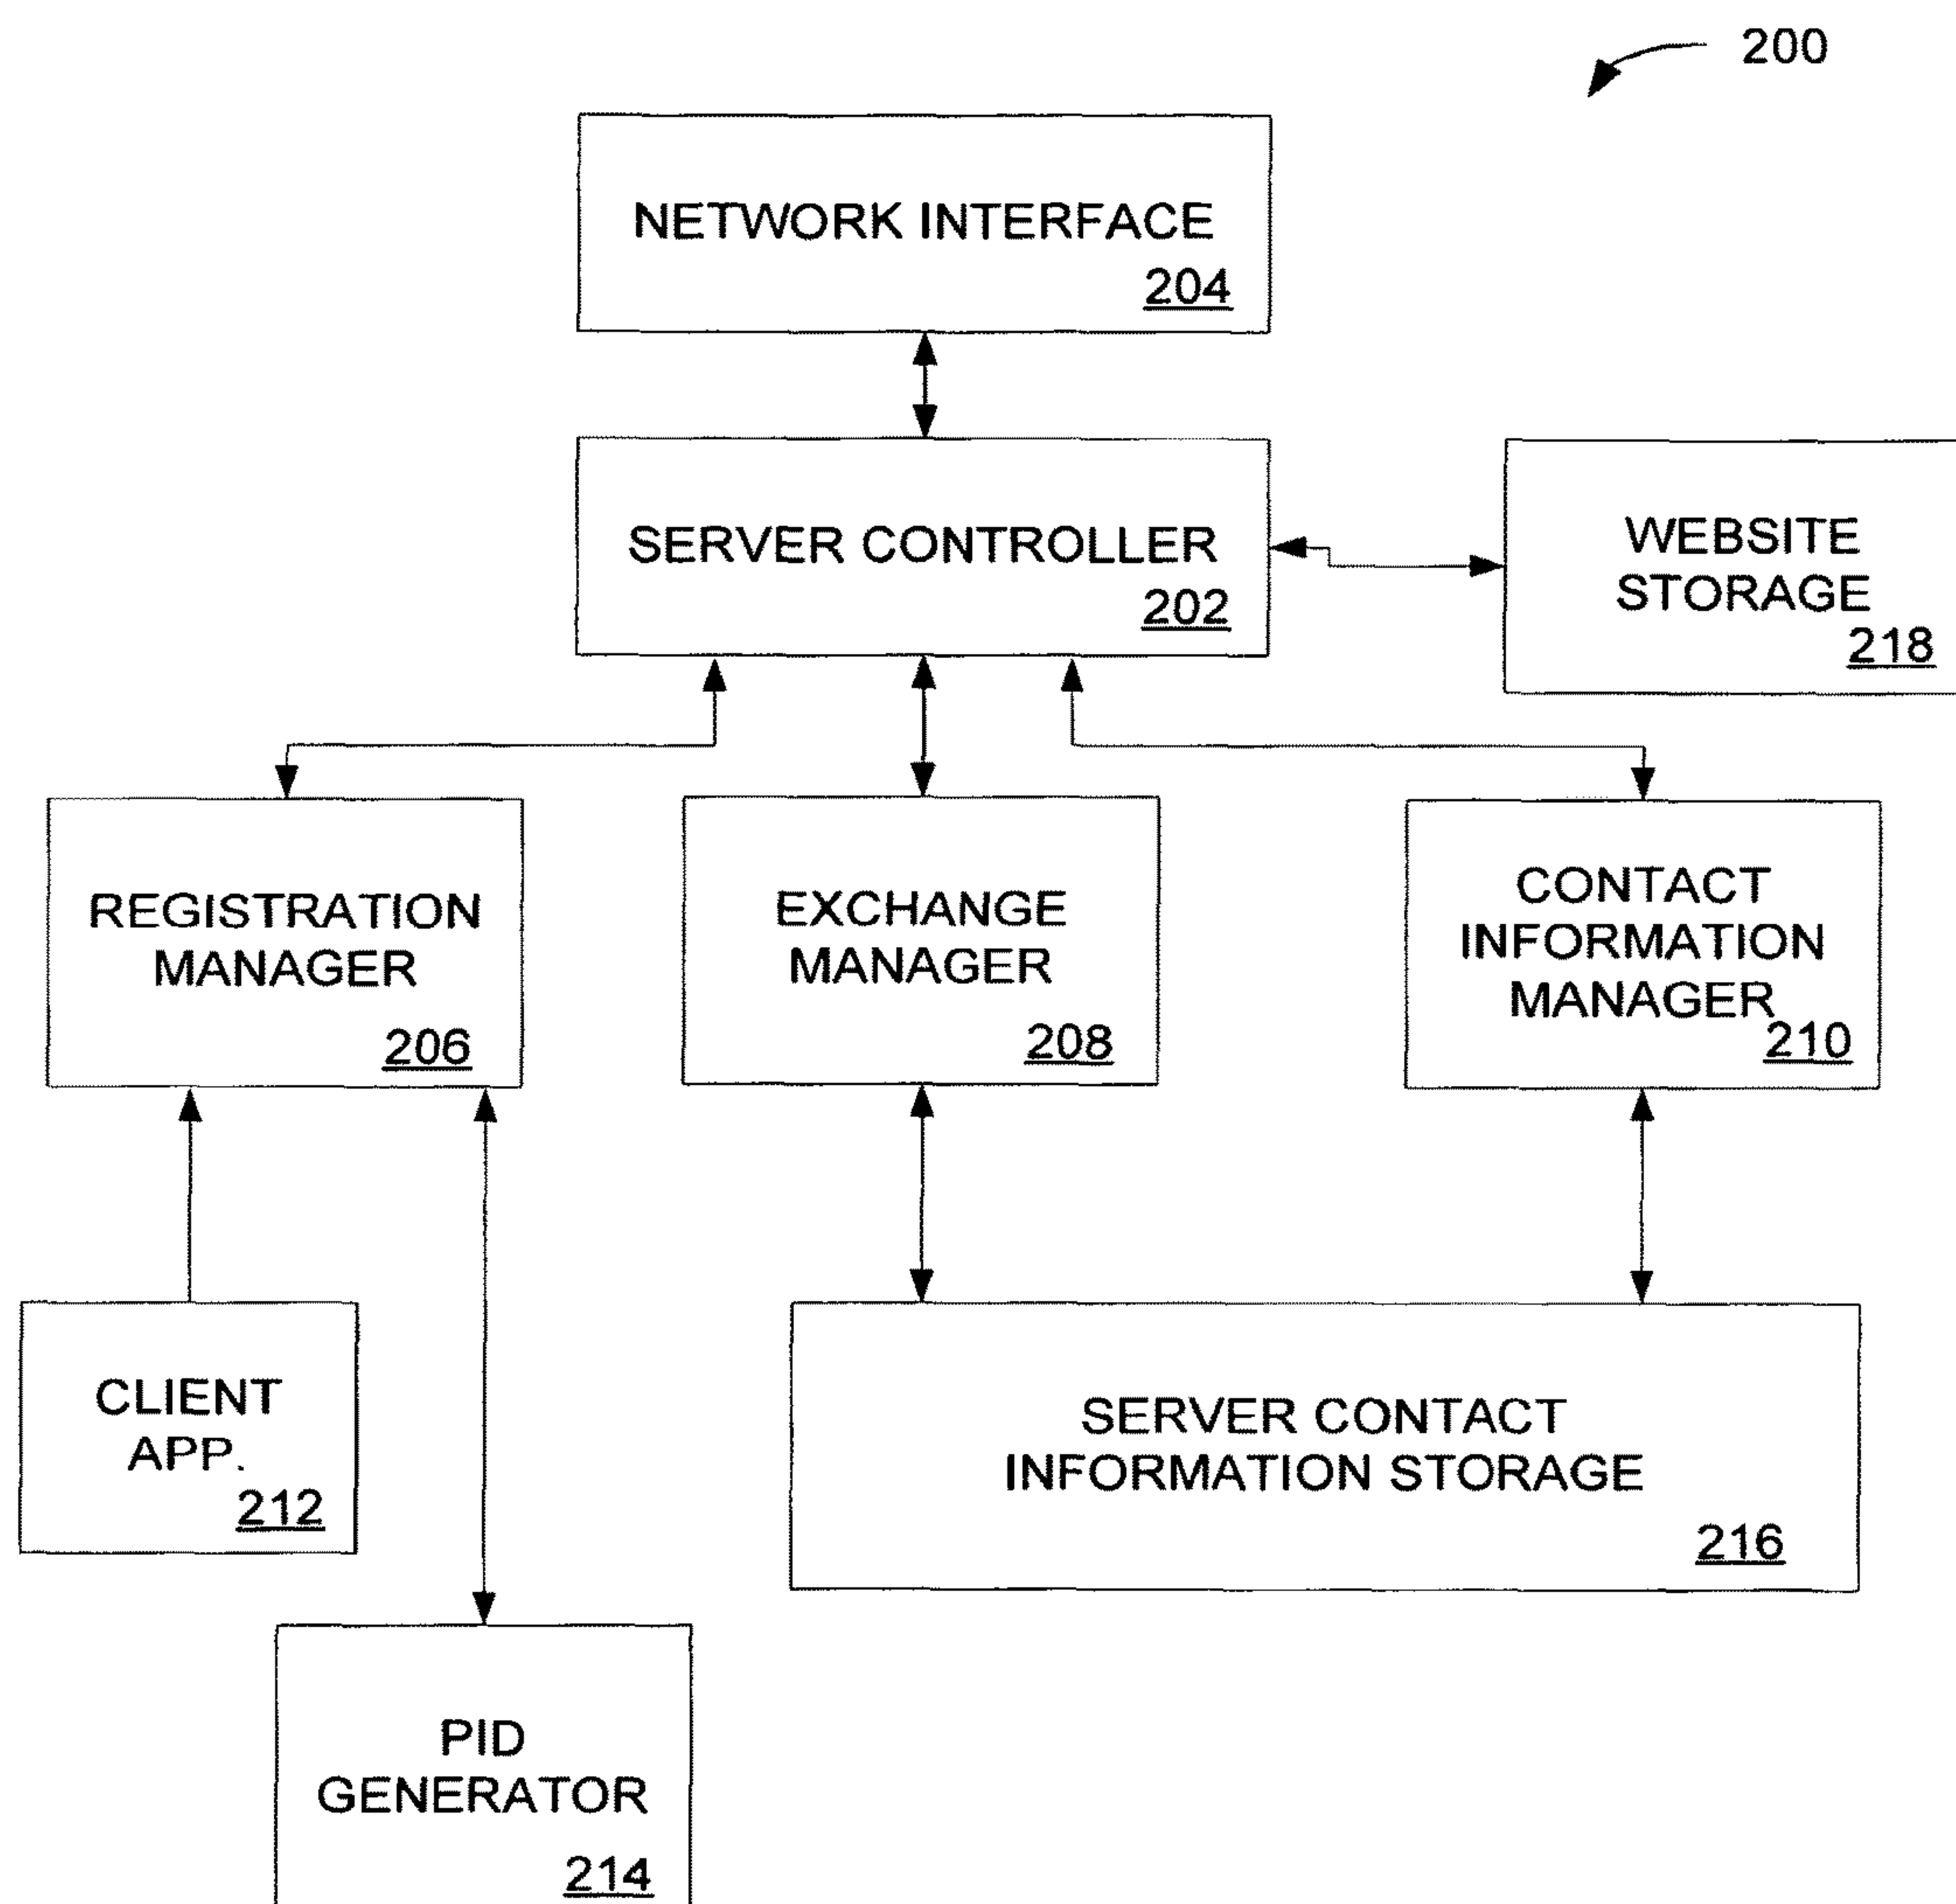 200
NETWORK INTERFACE
204
SERVER CONTROLLER
202
WEBSITE
STORAGE
218
REGISTRATION
MANAGER
206
EXCHANGE
MANAGER
208
CONTACT
INFORMATION
MANAGER
210
CLIENT
APP.
212
SERVER CONTACT
INFORMATION STORAGE
216
PID
GENERATOR
214